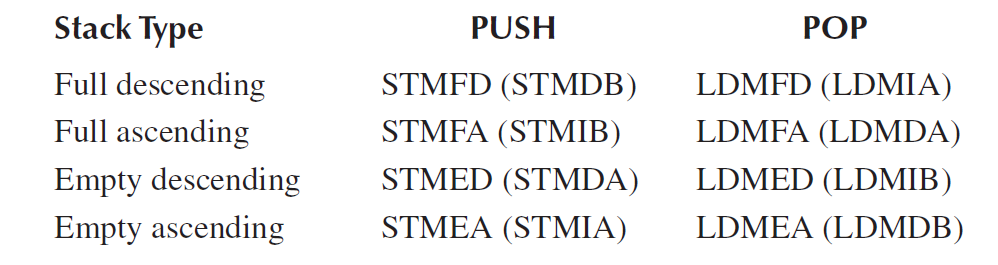 Stack Type PUSH POP
Full descending STMFD (STMDB) LDMFD (LDMIA)
Full ascending STMFA (STMIB) LDMFA (LDMDA)
Empty descending STMED (STMDA) LDMED (LDMIB)
Empty ascending STMEA (STMIA) LDMEA (LDMDB)